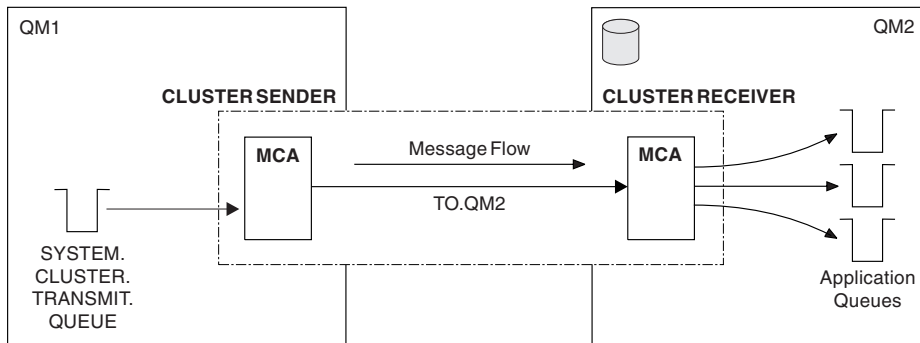 QM1
QM2
CLUSTER SENDER
CLUSTER RECEIVER
MCA
Message Flow
MCA
TO.QM2
SYSTEM.
CLUSTER.
TRANSMIT.
QUEUE
Application
Queues